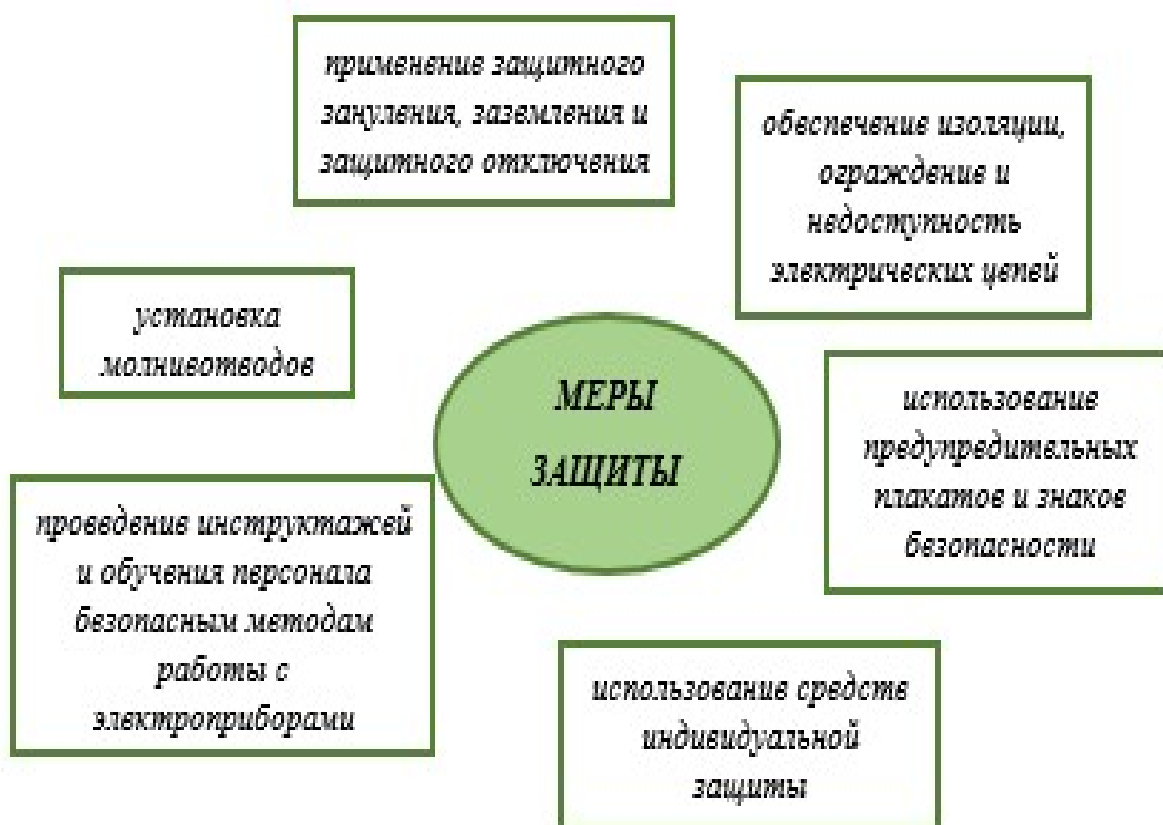 применение защитного
зануления, заземления и
защитного отключения
обеспечение изоляции,
ограждение и
недоступность
электрических цепей
установка
молниеотводов
МЕРЫ
ЗАЩИТЫ
использование
предупредительных
плакатов и знаков
безопасности
проведение инструктажей
и обучения персонала
безопасным методам
работы с
электроприборами
использование средств
индивидуальной
защиты